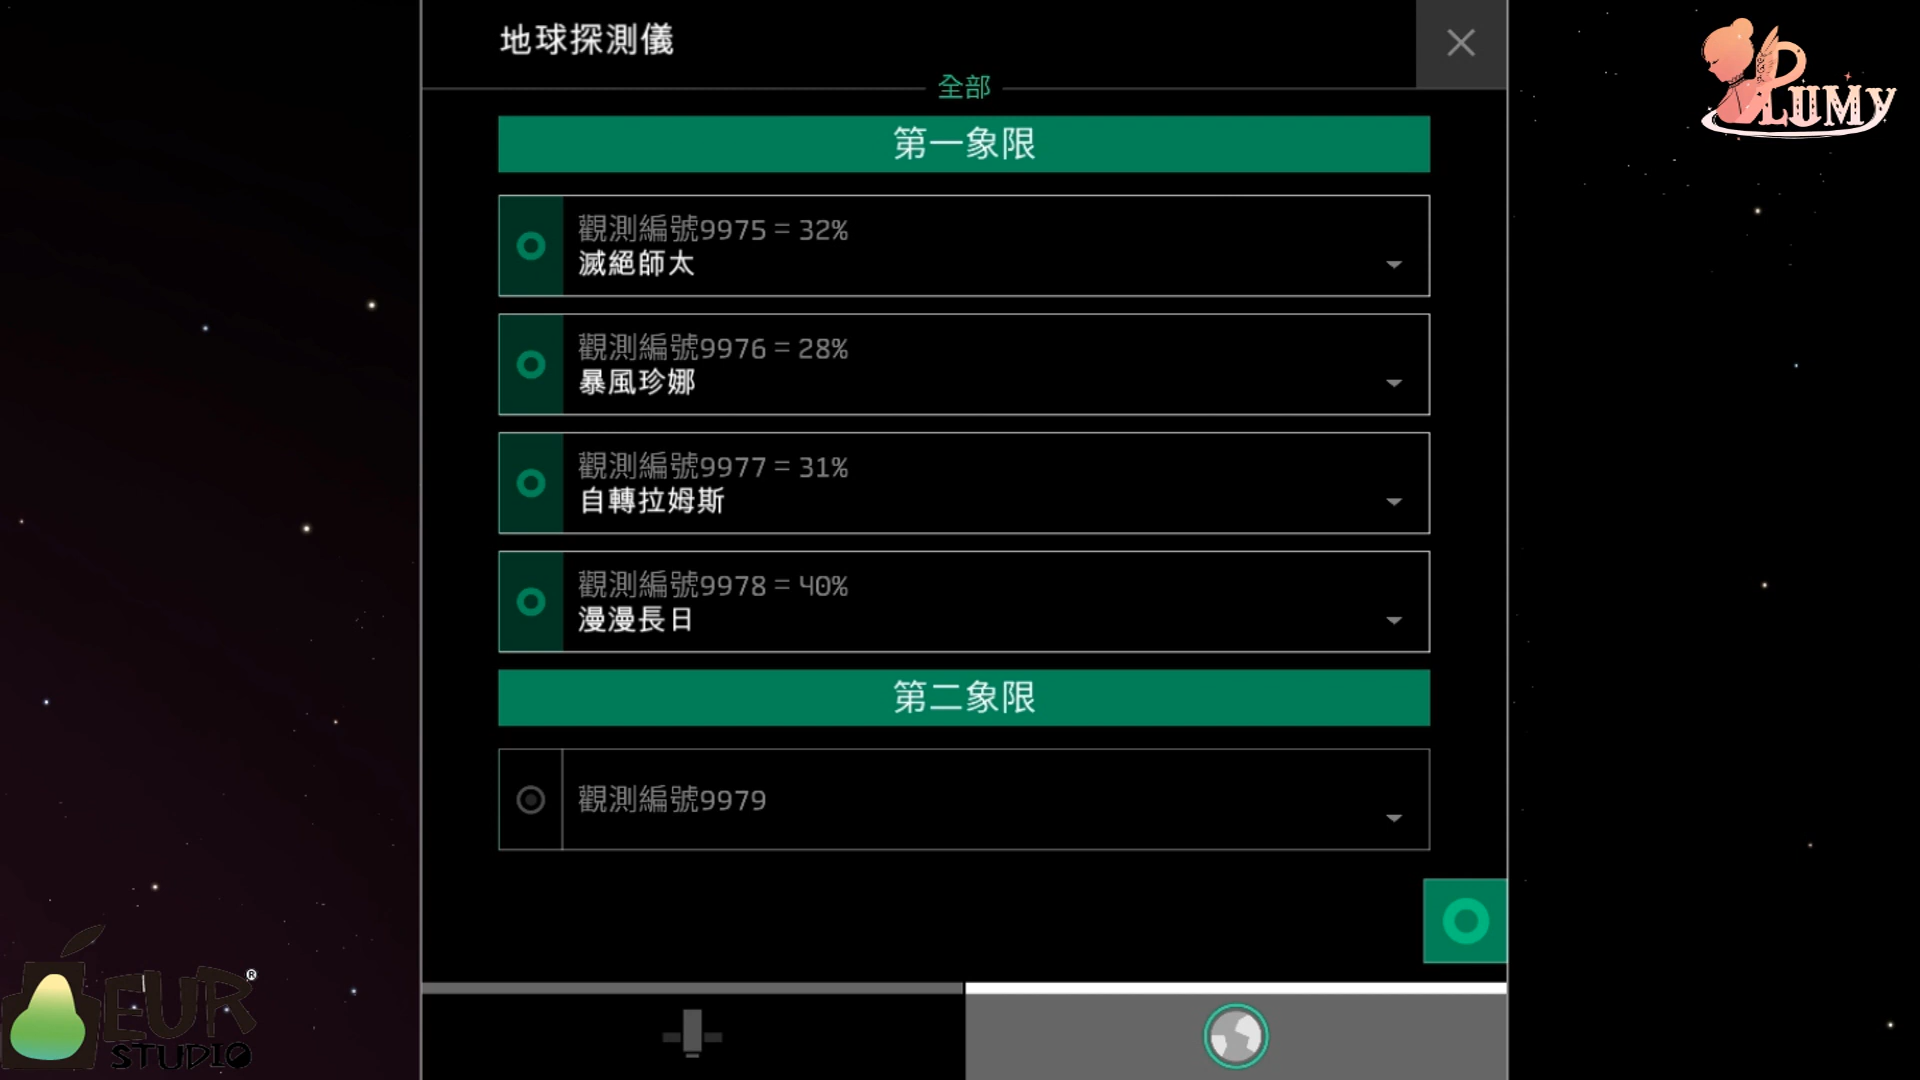 地球探測儀
全部
第一象限
觀測編號9975 = 32%
滅絕師太
觀測編號9976 = 28%
暴風珍娜
觀測編號9977 = 31%
自轉拉姆斯
觀測編號9978 = 40%
漫漫長日
第二象限
觀測編號9979
PLUMy
EUR®
STUDIO